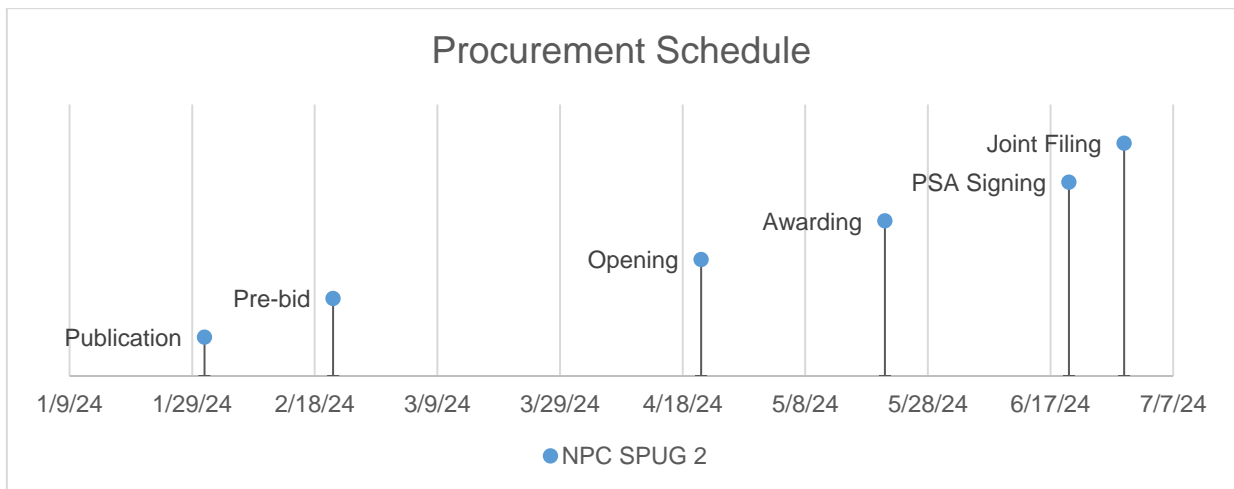 Procurement Schedule
Joint Filing
PSA Signing
Awarding
Opening
Pre-bid
Publication
1/9/24 1/29/24 2/18/24 3/9/24 3/29/24 4/18/24 5/8/24 5/28/24 6/17/24 7/7/24
NPC SPUG 2